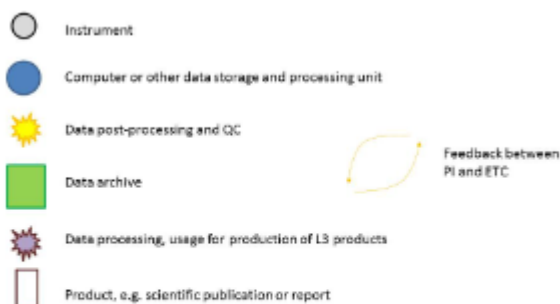 Instrument
Computer or other data storage and processing unit
Data post-processing and QC
Feedback between
PI and ETC
Data archive
Data processing, usage for production of L3 products
Product, e.g. scientific publication or report